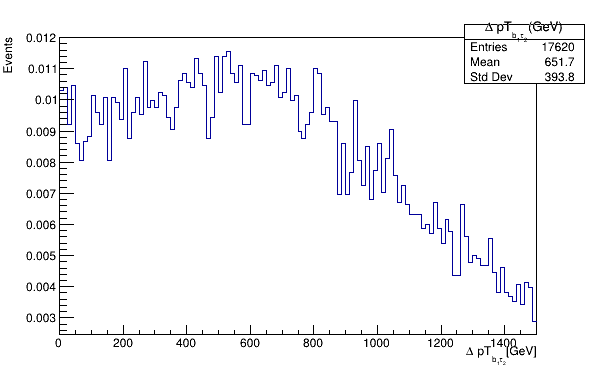 Δ pT_{b₁τ₂}(GeV)
Entries 17620
Mean 651.7
Std Dev 393.8
Events
0.012
0.011
0.01
0.009
0.008
0.007
0.006
0.005
0.004
0.003
0 200 400 600 800 1000 1200 1400
Δ pT_{b₁τ₂}[GeV]